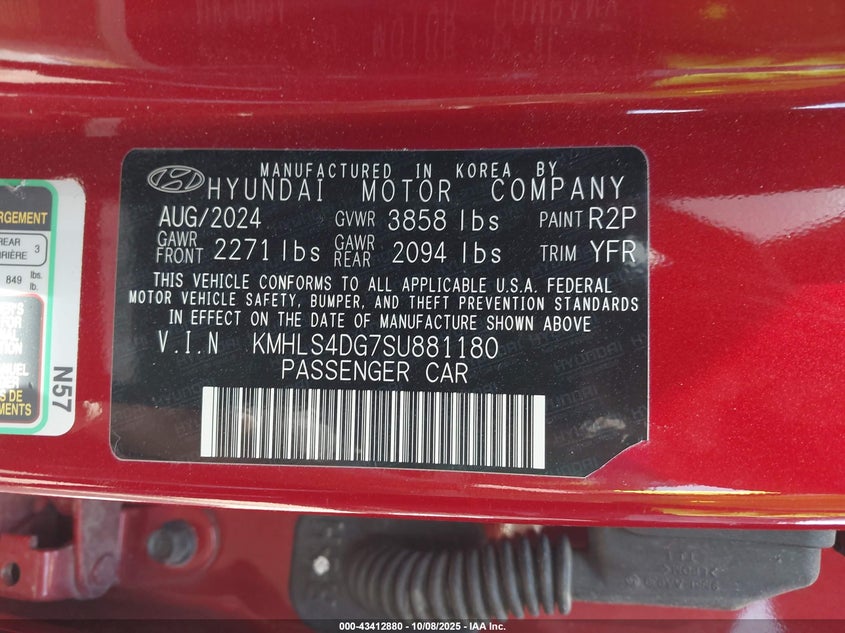 MANUFACTURED IN KOREA BY
HYUNDAI MOTOR COMPANY
AUG/2024 GVWR 3858 lbs PAINT R2P
GAWR FRONT 2271 lbs GAWR REAR 2094 lbs TRIM YFR
THIS VEHICLE CONFORMS TO ALL APPLICABLE U.S.A. FEDERAL
MOTOR VEHICLE SAFETY, BUMPER, AND THEFT PREVENTION STANDARDS
IN EFFECT ON THE DATE OF MANUFACTURE SHOWN ABOVE
V.I.N KMHLS4DG7SU881180
PASSENGER CAR
REAR 3
849 lbs.
lb.
N57
000-43412880 - 10/08/2025 - IAA Inc.